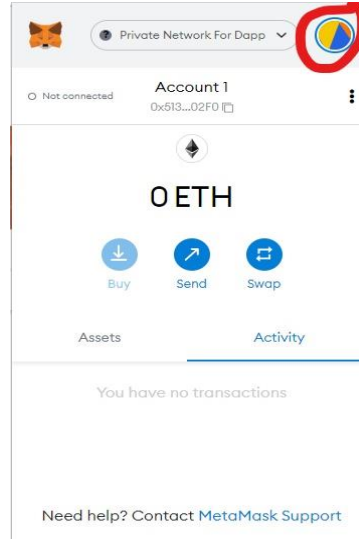 Private Network For Dapp
Not connected
Account 1
0x513...02F0
0 ETH
Buy Send Swap
Assets Activity
You have no transactions
Need help? Contact MetaMask Support